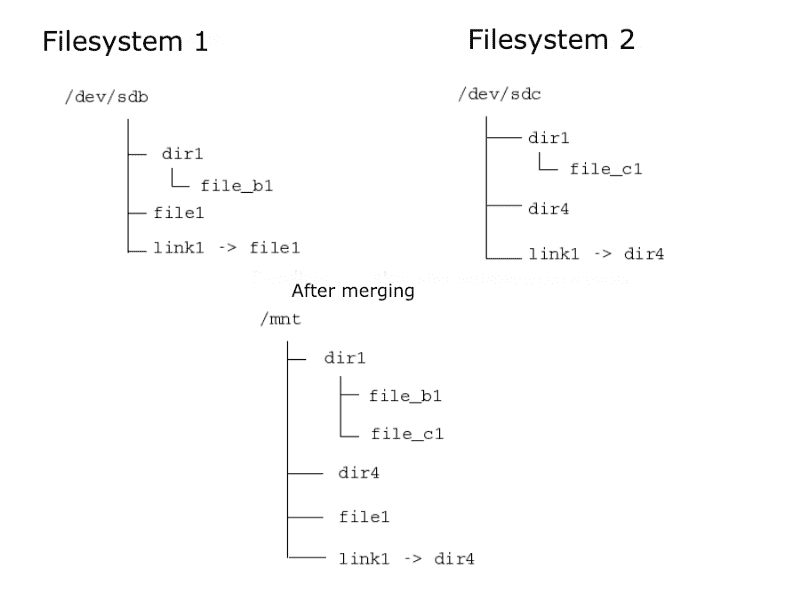 Filesystem 1
/dev/sdb
dir1
file_b1
file1
link1 -> file1
Filesystem 2
/dev/sdc
dir1
file_c1
dir4
link1 -> dir4
After merging
/mnt
dir1
file_b1
file_c1
dir4
file1
link1 -> dir4